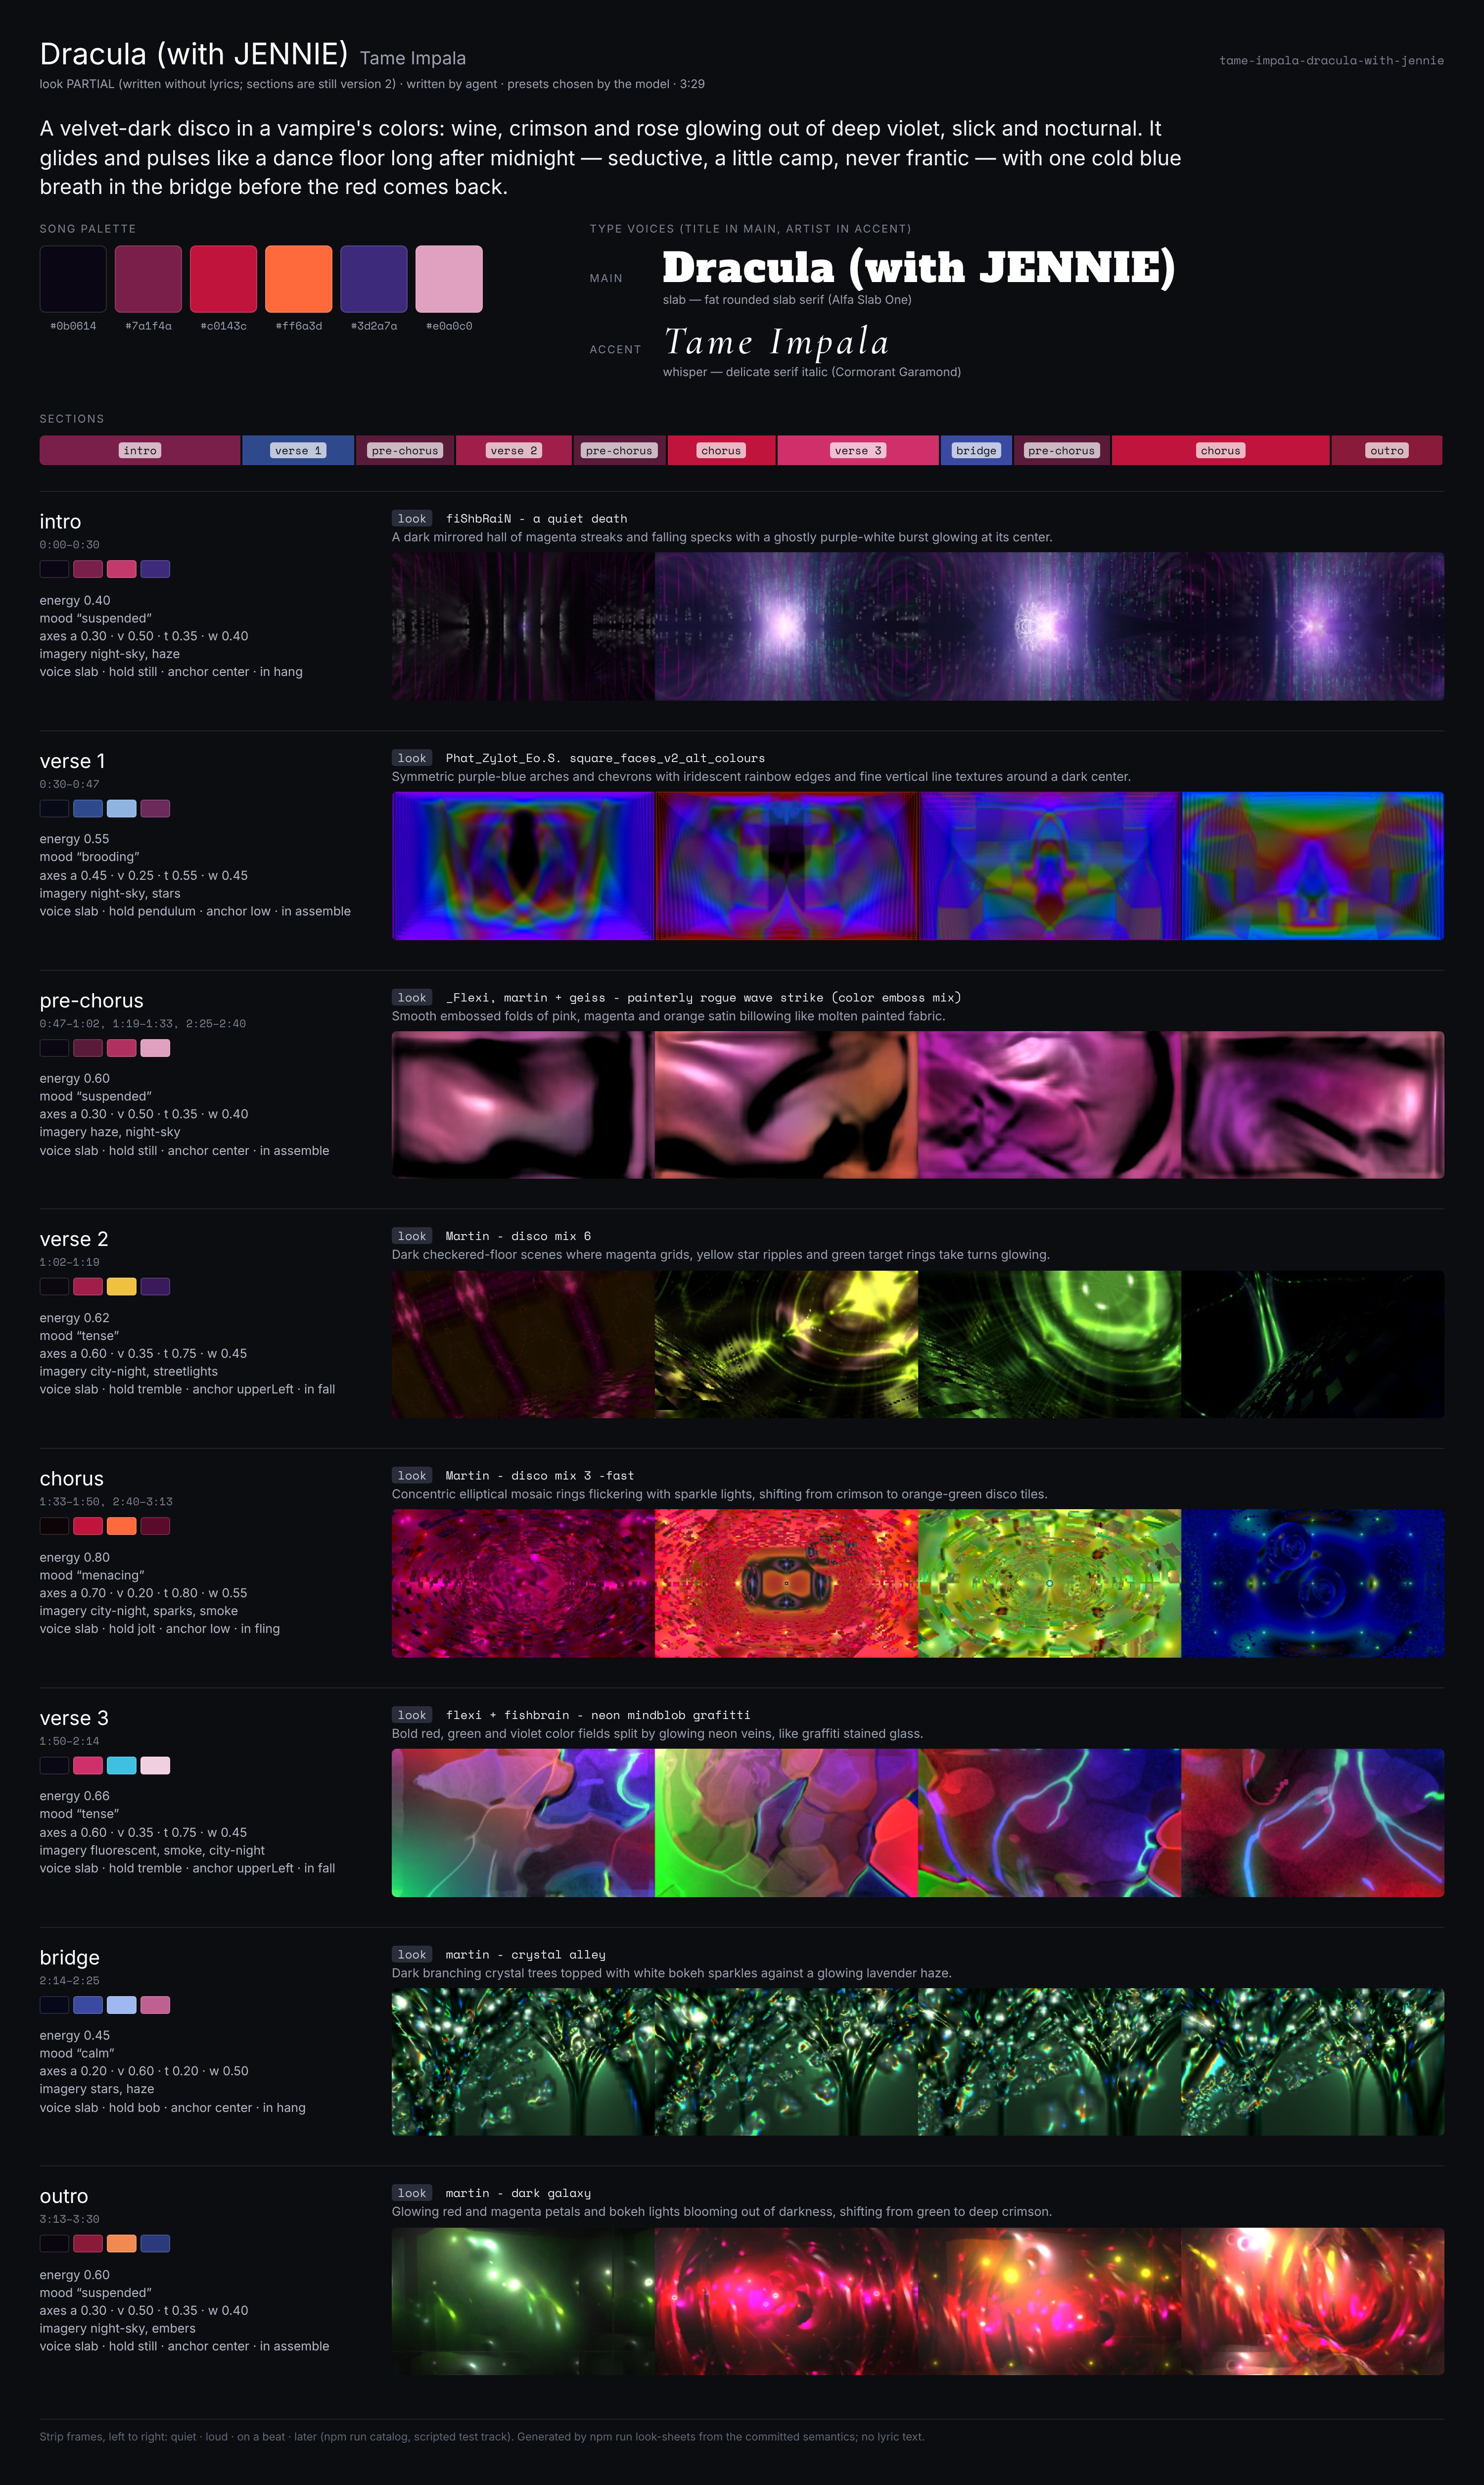 Dracula (with JENNIE) Tame Impala
tame-impala-dracula-with-jennie
look PARTIAL (written without lyrics; sections are still version 2) · written by agent · presets chosen by the model · 3:29
A velvet-dark disco in a vampire's colors: wine, crimson and rose glowing out of deep violet, slick and nocturnal. It
glides and pulses like a dance floor long after midnight — seductive, a little camp, never frantic — with one cold blue
breath in the bridge before the red comes back.
SONG PALETTE
#0b0614 #7a1f4a #c0143c #ff6a3d #3d2a7a #e0a0c0
TYPE VOICES (TITLE IN MAIN, ARTIST IN ACCENT)
MAIN Dracula (with JENNIE)
slab — fat rounded slab serif (Alfa Slab One)
ACCENT Tame Impala
whisper — delicate serif italic (Cormorant Garamond)
SECTIONS
intro verse 1 pre-chorus verse 2 pre-chorus chorus verse 3 bridge pre-chorus chorus outro
intro
0:00–0:30
energy 0.40
mood “suspended”
axes a 0.30 · v 0.50 · t 0.35 · w 0.40
imagery night-sky, haze
voice slab · hold still · anchor center · in hang
look fiShbRaiN - a quiet death
A dark mirrored hall of magenta streaks and falling specks with a ghostly purple-white burst glowing at its center.
verse 1
0:30–0:47
energy 0.55
mood “brooding”
axes a 0.45 · v 0.25 · t 0.55 · w 0.45
imagery night-sky, stars
voice slab · hold pendulum · anchor low · in assemble
look Phat_Zylot_Eo.S. square_faces_v2_alt_colours
Symmetric purple-blue arches and chevrons with iridescent rainbow edges and fine vertical line textures around a dark center.
pre-chorus
0:47–1:02, 1:19–1:33, 2:25–2:40
energy 0.60
mood “suspended”
axes a 0.30 · v 0.50 · t 0.35 · w 0.40
imagery haze, night-sky
voice slab · hold still · anchor center · in assemble
look _Flexi, martin + geiss - painterly rogue wave strike (color emboss mix)
Smooth embossed folds of pink, magenta and orange satin billowing like molten painted fabric.
verse 2
1:02–1:19
energy 0.62
mood “tense”
axes a 0.60 · v 0.35 · t 0.75 · w 0.45
imagery city-night, streetlights
voice slab · hold tremble · anchor upperLeft · in fall
look Martin - disco mix 6
Dark checkered-floor scenes where magenta grids, yellow star ripples and green target rings take turns glowing.
chorus
1:33–1:50, 2:40–3:13
energy 0.80
mood “menacing”
axes a 0.70 · v 0.20 · t 0.80 · w 0.55
imagery city-night, sparks, smoke
voice slab · hold jolt · anchor low · in fling
look Martin - disco mix 3 -fast
Concentric elliptical mosaic rings flickering with sparkle lights, shifting from crimson to orange-green disco tiles.
verse 3
1:50–2:14
energy 0.66
mood “tense”
axes a 0.60 · v 0.35 · t 0.75 · w 0.45
imagery fluorescent, smoke, city-night
voice slab · hold tremble · anchor upperLeft · in fall
look flexi + fishbrain - neon mindblob grafitti
Bold red, green and violet color fields split by glowing neon veins, like graffiti stained glass.
bridge
2:14–2:25
energy 0.45
mood “calm”
axes a 0.20 · v 0.60 · t 0.20 · w 0.50
imagery stars, haze
voice slab · hold bob · anchor center · in hang
look martin - crystal alley
Dark branching crystal trees topped with white bokeh sparkles against a glowing lavender haze.
outro
3:13–3:30
energy 0.60
mood “suspended”
axes a 0.30 · v 0.50 · t 0.35 · w 0.40
imagery night-sky, embers
voice slab · hold still · anchor center · in assemble
look martin - dark galaxy
Glowing red and magenta petals and bokeh lights blooming out of darkness, shifting from green to deep crimson.
Strip frames, left to right: quiet · loud · on a beat · later (npm run catalog, scripted test track). Generated by npm run look-sheets from the committed semantics; no lyric text.